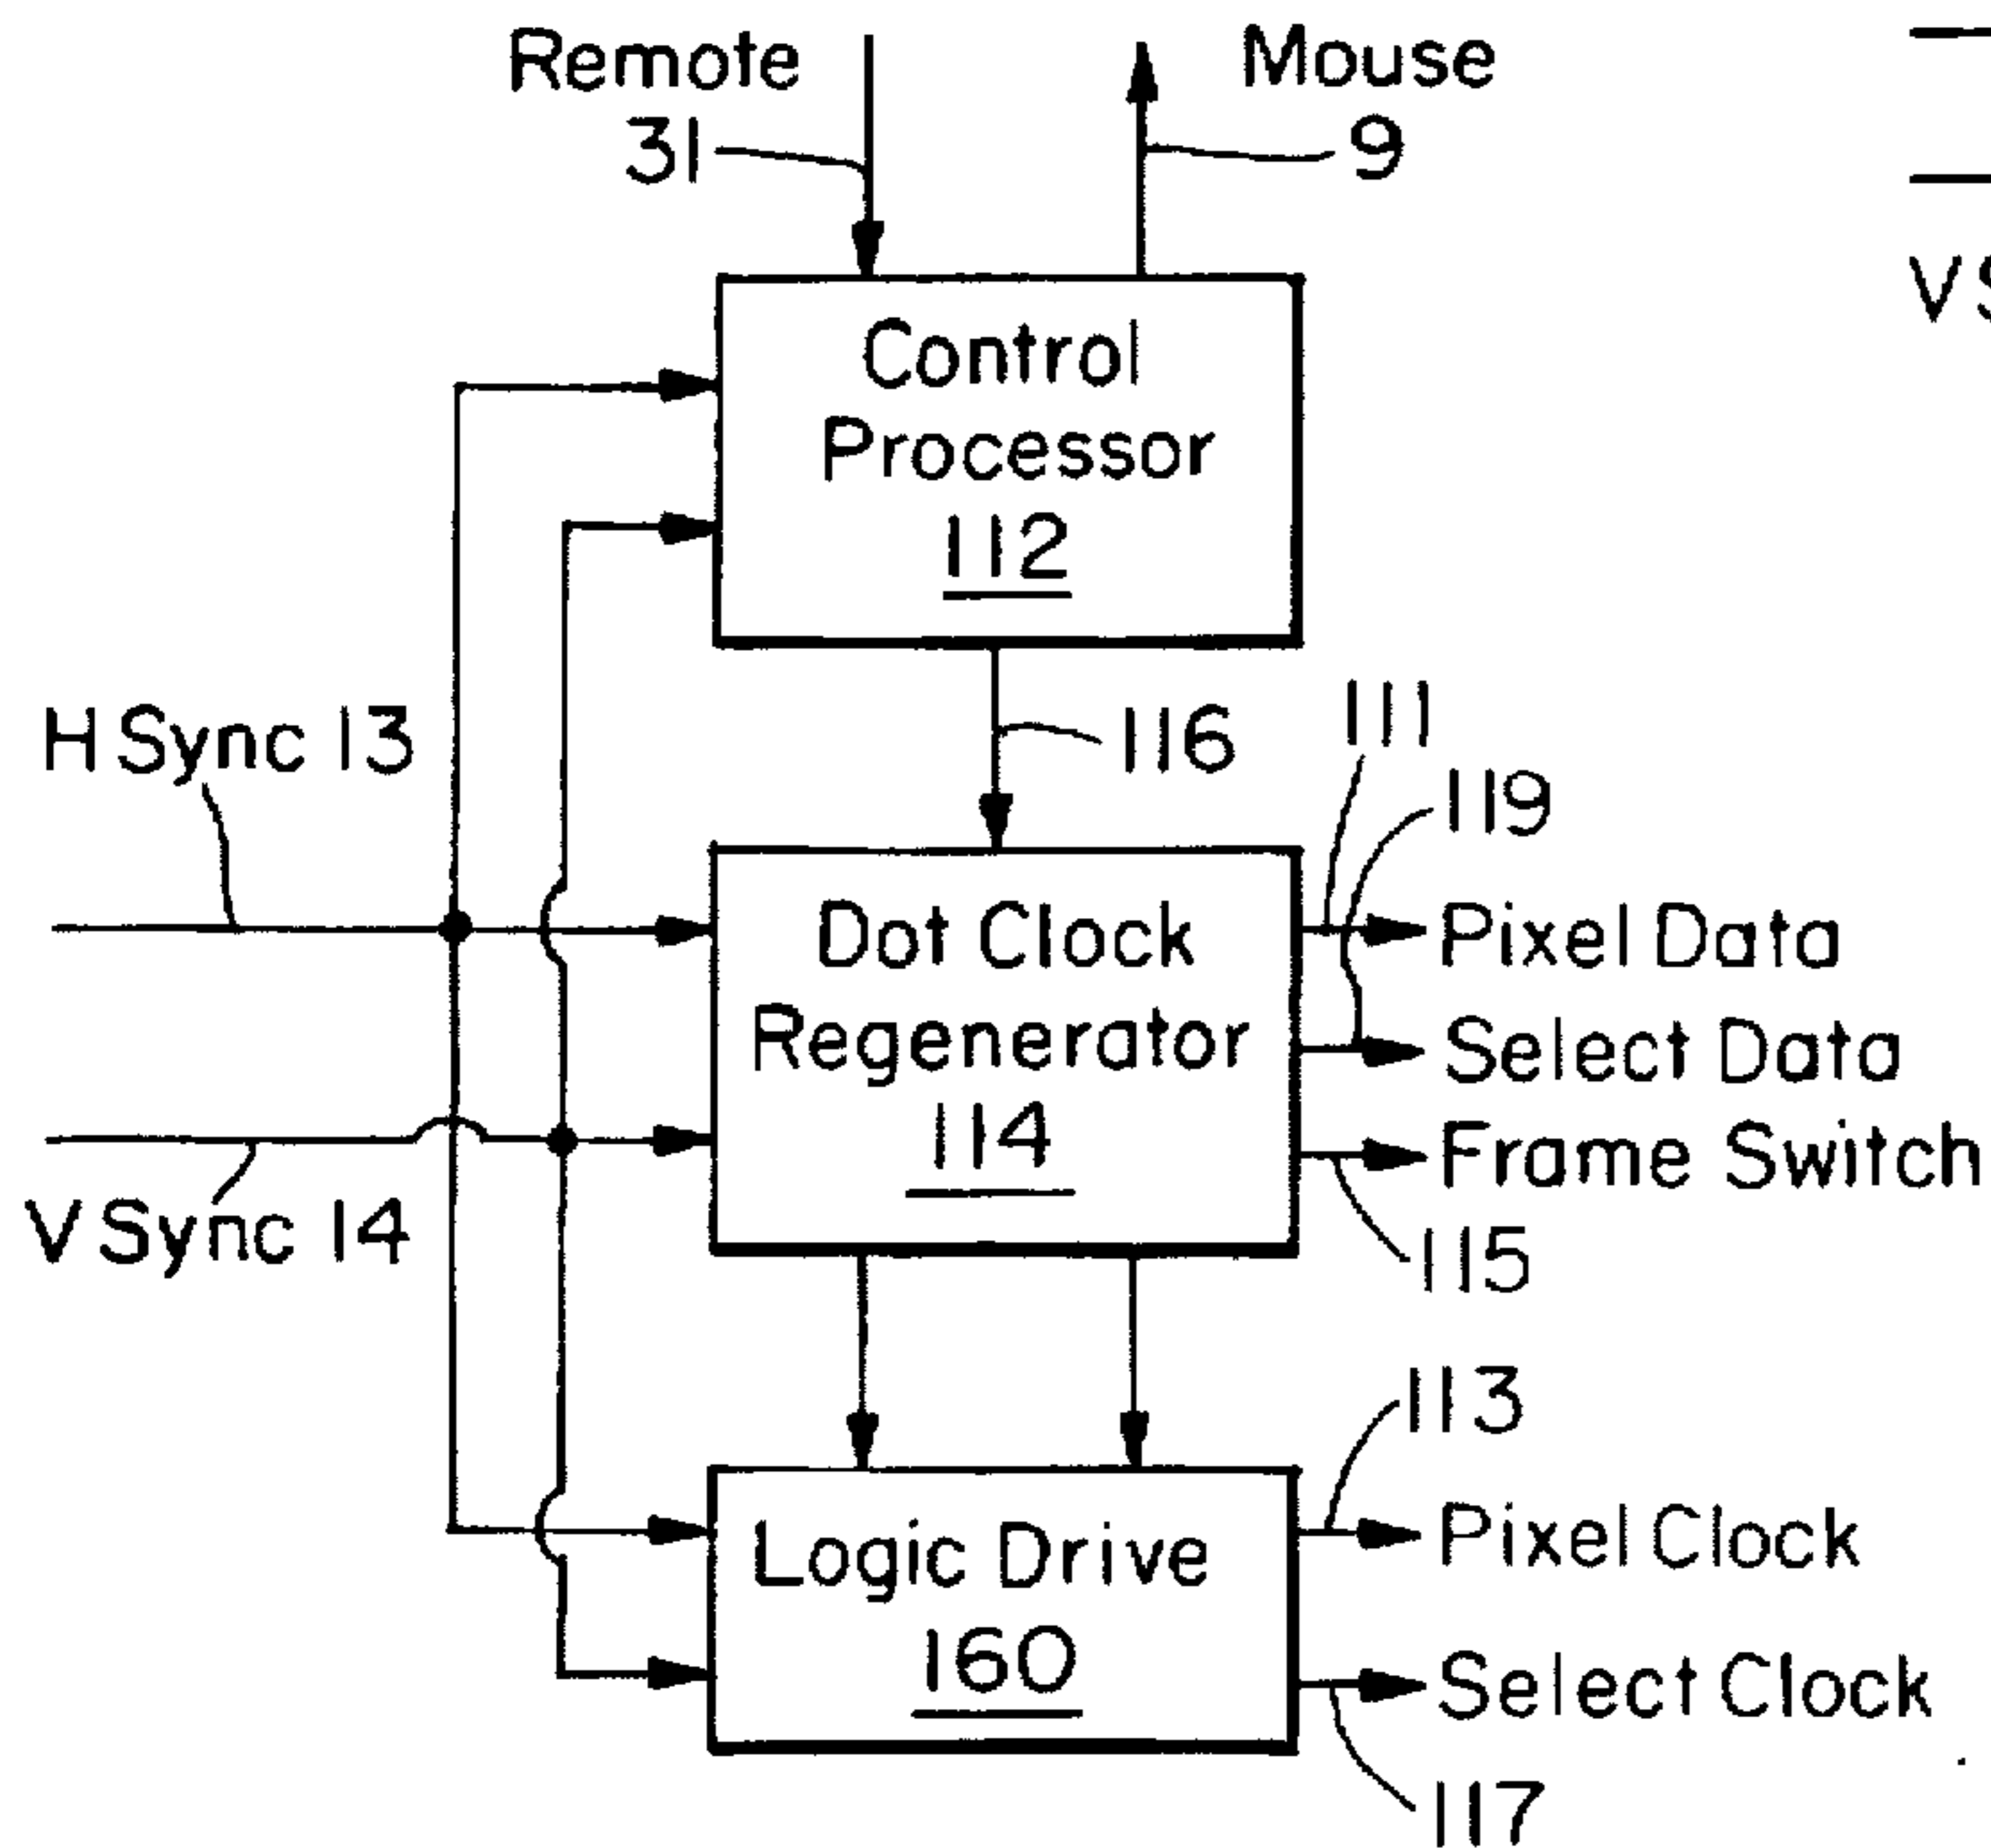 Remote
31
Mouse
9
VS
Control
Processor
112
H Sync 13
116
111
119
Dot Clock
Regenerator
114
Pixel Data
Select Data
Frame Switch
V Sync 14
115
113
Logic Drive
160
Pixel Clock
Select Clock
117